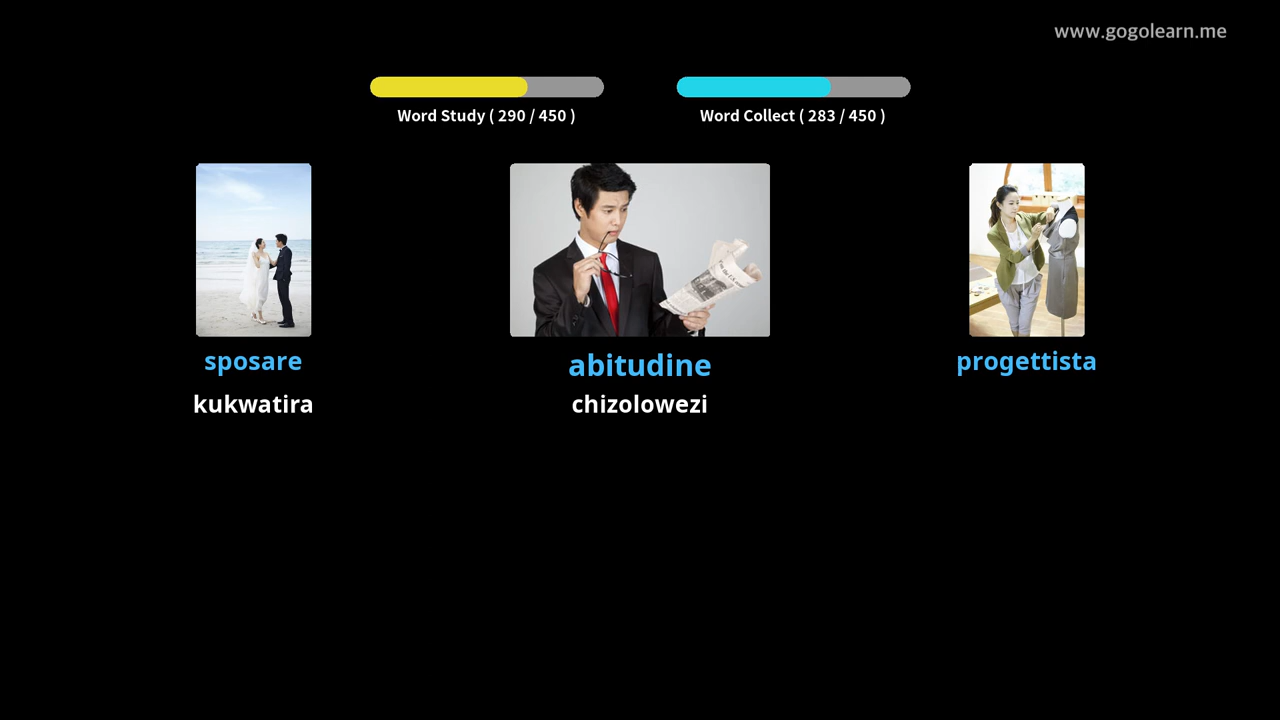 www.gogolearn.me
Word Study ( 290 / 450 )
Word Collect ( 283 / 450 )
sposare
abitudine
progettista
kukwatira
chizolowezi